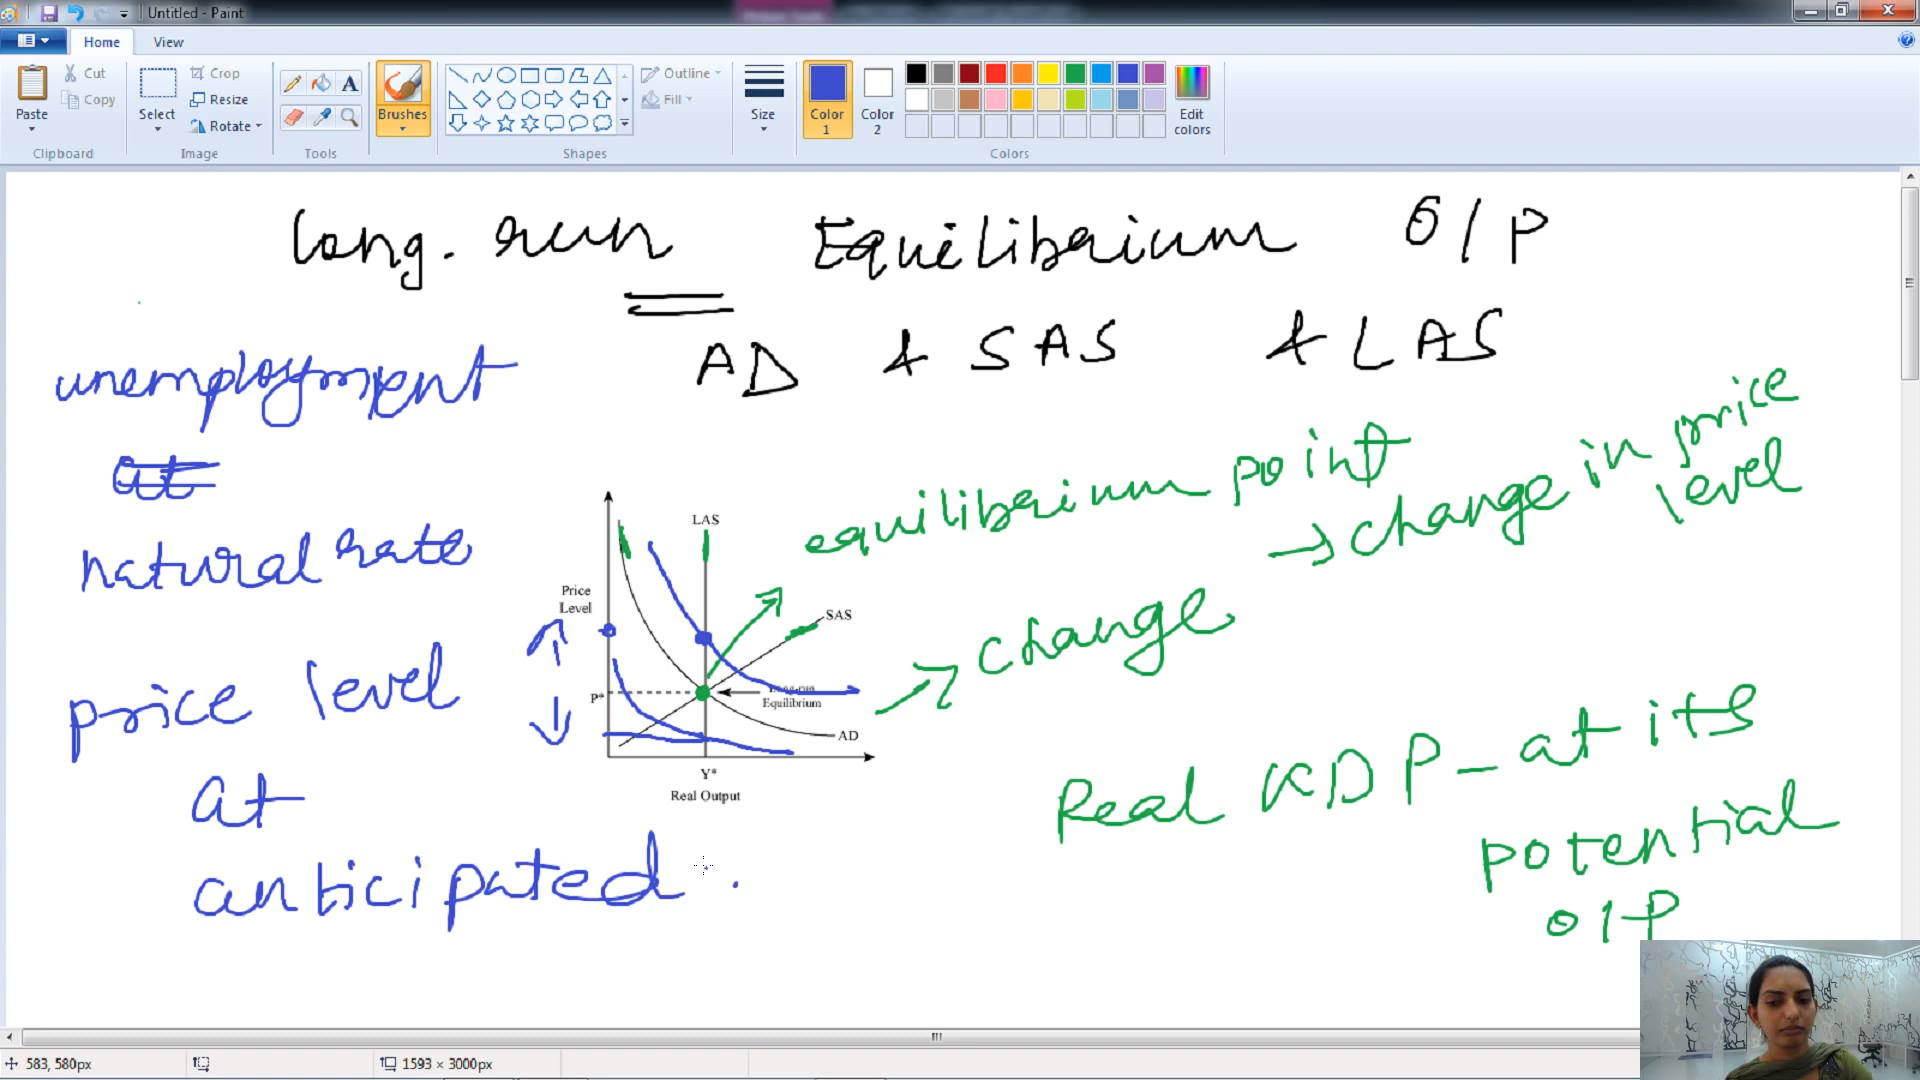 Untitled - Paint
Home
View
Paste
Cut
Copy
Clipboard
Select
Crop
Resize
Rotate
Image
Tools
Brushes
Shapes
Outline
Fill
Size
Color 1
Color 2
Edit colors
Colors
Long. run Equilibrium O/P
AD & SAS & LAS
unemployment
at
natural rate
price level
at
anticipated .
equilibrium point
→ change in price
level
change
Real GDP - at its
potential
O/P
LAS
Price
Level
SAS
P*
Equilibrium
AD
Y*
Real Output
583, 580px
1593 × 3000px